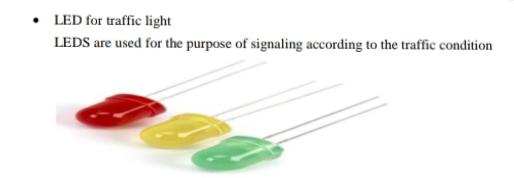 • LED for traffic light
LEDS are used for the purpose of signaling according to the traffic condition